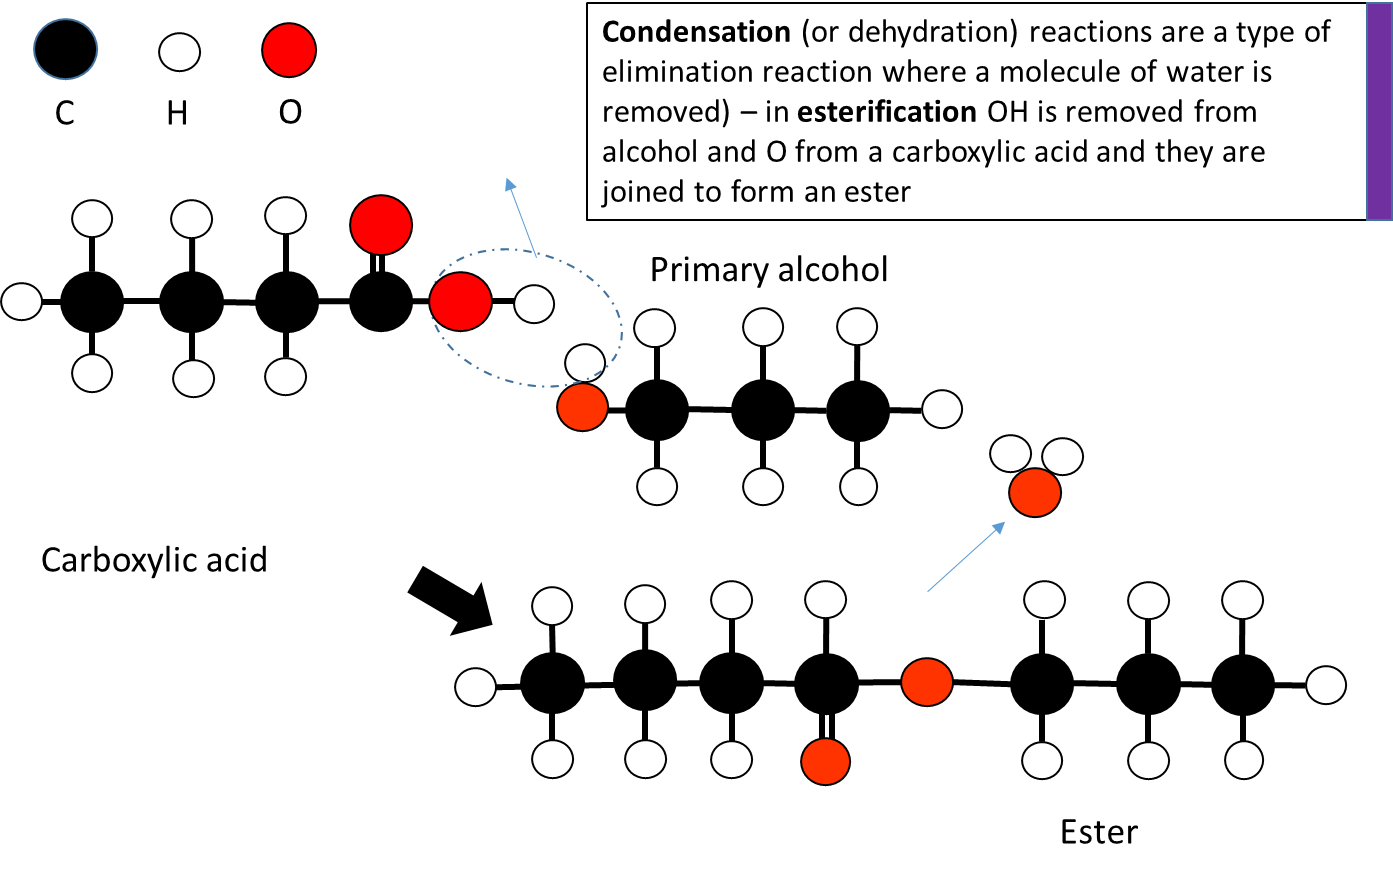 C H O
Condensation (or dehydration) reactions are a type of
elimination reaction where a molecule of water is
removed) – in esterification OH is removed from
alcohol and O from a carboxylic acid and they are
joined to form an ester
Primary alcohol
Carboxylic acid
Ester